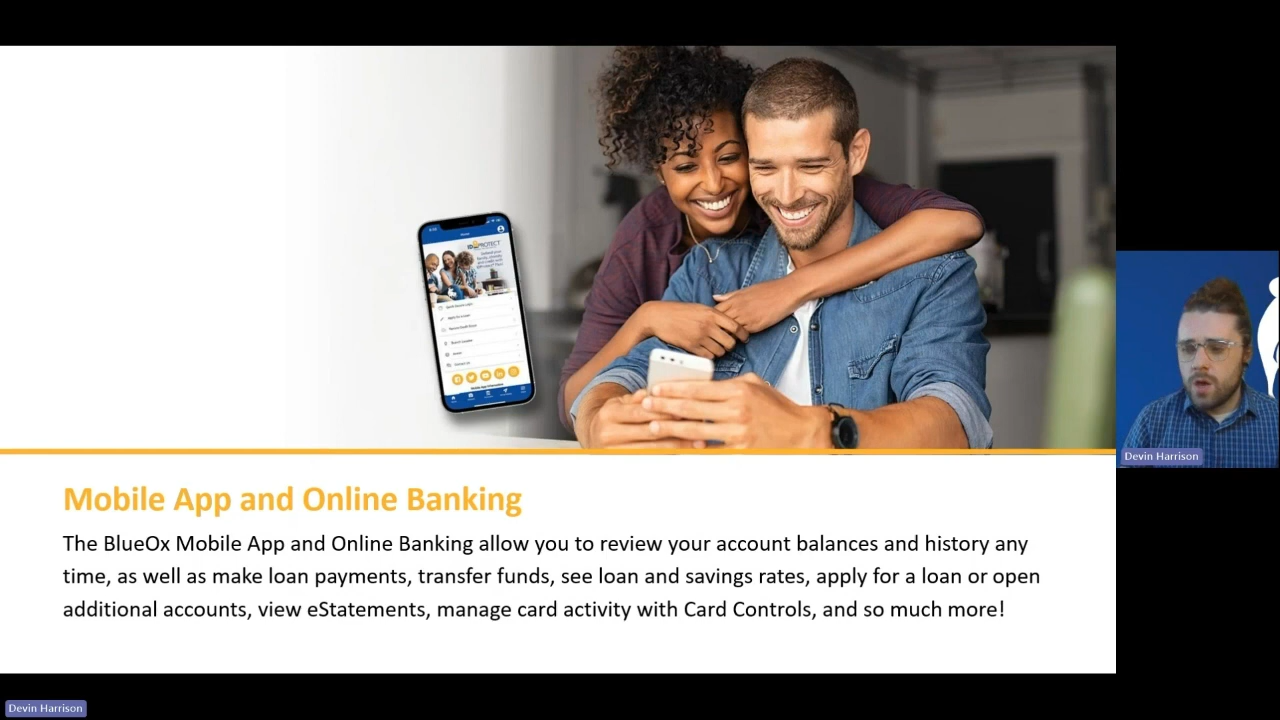 PROTECT
Mobile App and Online Banking
The BlueOx Mobile App and Online Banking allow you to review your account balances and history any
time, as well as make loan payments, transfer funds, see loan and savings rates, apply for a loan or open
additional accounts, view eStatements, manage card activity with Card Controls, and so much more!
Devin Harrison
Devin Harrison